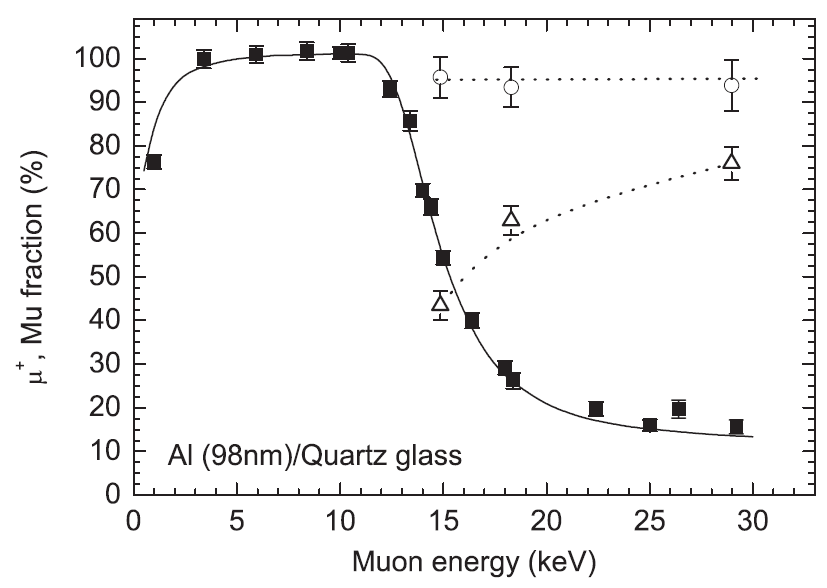 100
90
80
70
60
50
40
30
20
10
0
μ⁺, Mu fraction (%)
Al (98nm)/Quartz glass
0 5 10 15 20 25 30
Muon energy (keV)